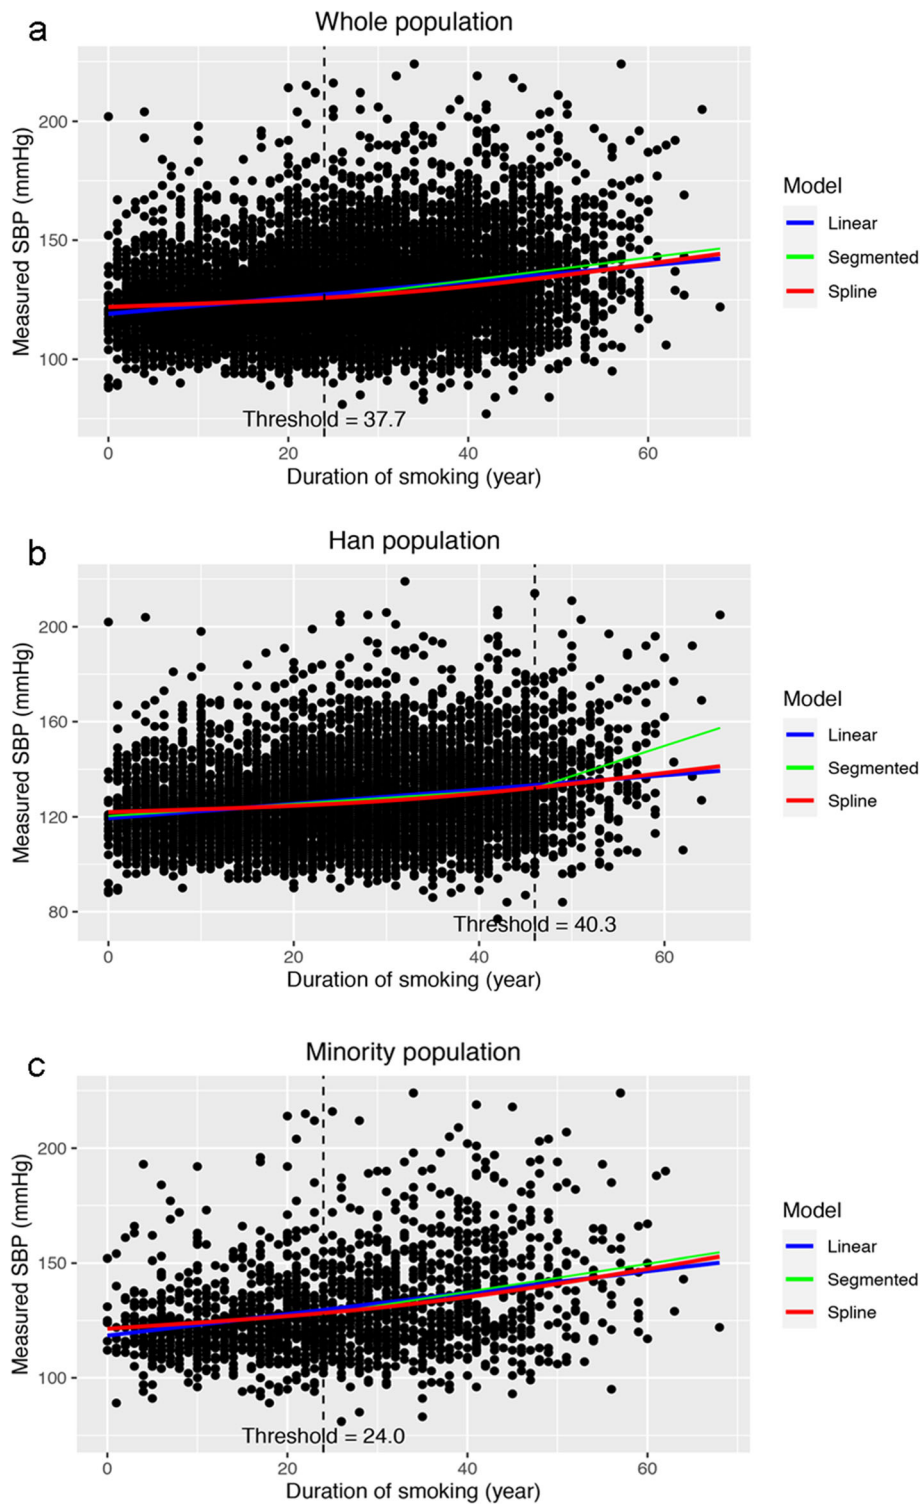 a
Whole population
Measured SBP (mmHg)
200
150
100
Threshold = 37.7
0 20 40 60
Duration of smoking (year)
Model
Linear
Segmented
Spline
b
Han population
Measured SBP (mmHg)
200
160
120
80
Threshold = 40.3
0 20 40 60
Duration of smoking (year)
Model
Linear
Segmented
Spline
c
Minority population
Measured SBP (mmHg)
200
150
100
Threshold = 24.0
0 20 40 60
Duration of smoking (year)
Model
Linear
Segmented
Spline